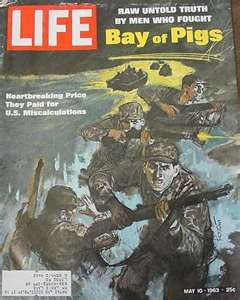 LIFE
RAW UNTOLD TRUTH
BY MEN WHO FOUGHT
Bay of Pigs
Heartbreaking Price
They Paid for
U.S. Miscalculations
MAY 10 · 1963 · 25¢